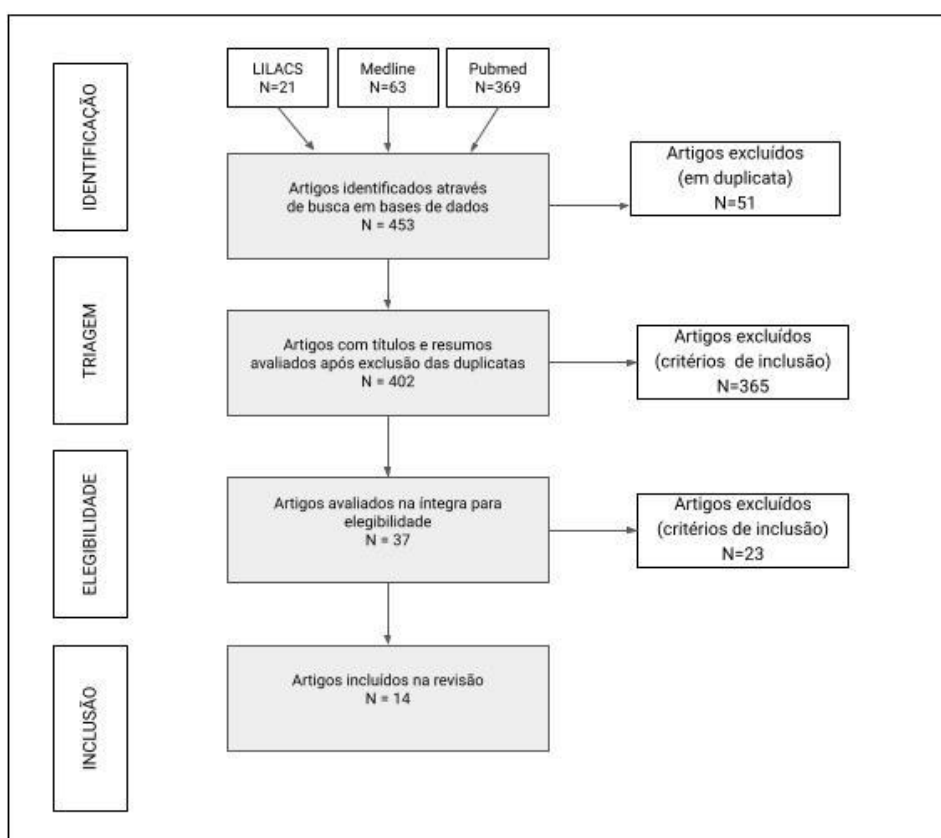 IDENTIFICAÇÃO
LILACS
N=21
Medline
N=63
Pubmed
N=369
Artigos identificados através
de busca em bases de dados
N = 453
Artigos excluídos
(em duplicata)
N=51
TRIAGEM
Artigos com títulos e resumos
avaliados após exclusão das duplicatas
N = 402
Artigos excluídos
(critérios de inclusão)
N=365
ELEGIBILIDADE
Artigos avaliados na íntegra para
elegibilidade
N = 37
Artigos excluídos
(critérios de inclusão)
N=23
INCLUSÃO
Artigos incluídos na revisão
N = 14